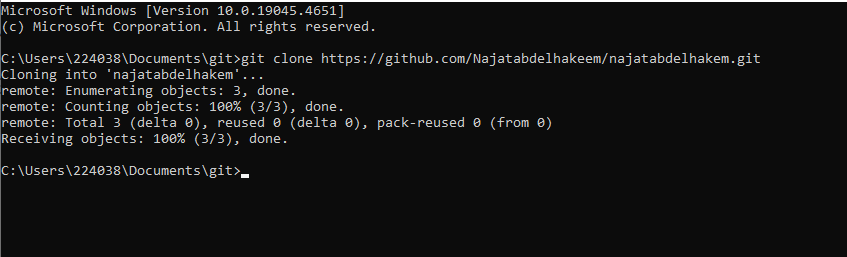 Microsoft Windows [Version 10.0.19045.4651]
(c) Microsoft Corporation. All rights reserved.
C:\Users\224038\Documents\git>git clone https://github.com/Najatabdelhakeem/najatabdelhakem.git
Cloning into 'najatabdelhakem'...
remote: Enumerating objects: 3, done.
remote: Counting objects: 100% (3/3), done.
remote: Total 3 (delta 0), reused 0 (delta 0), pack-reused 0 (from 0)
Receiving objects: 100% (3/3), done.
C:\Users\224038\Documents\git>